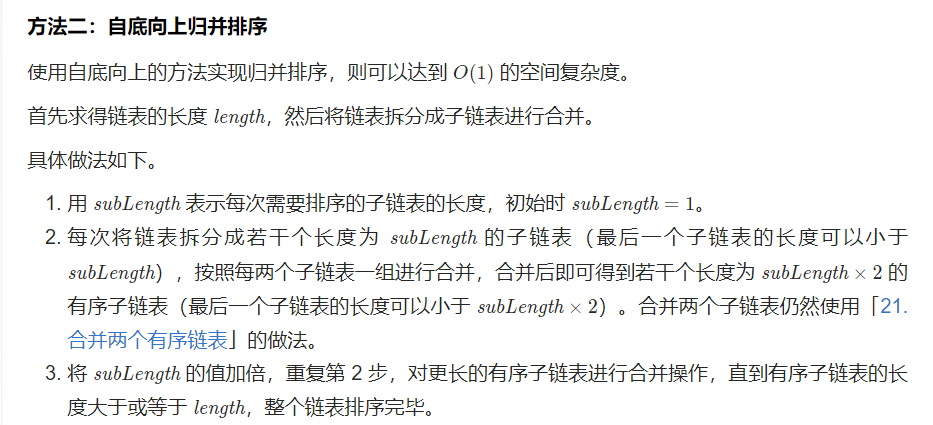 方法二：自底向上归并排序
使用自底向上的方法实现归并排序，则可以达到 O(1) 的空间复杂度。
首先求得链表的长度 length，然后将链表拆分成子链表进行合并。
具体做法如下。
1. 用 subLength 表示每次需要排序的子链表的长度，初始时 subLength = 1。
2. 每次将链表拆分成若干个长度为 subLength 的子链表（最后一个子链表的长度可以小于
subLength），按照每两个子链表一组进行合并，合并后即可得到若干个长度为 subLength × 2 的
有序子链表（最后一个子链表的长度可以小于 subLength × 2）。合并两个子链表仍然使用「21.
合并两个有序链表」的做法。
3. 将 subLength 的值加倍，重复第 2 步，对更长的有序子链表进行合并操作，直到有序子链表的长
度大于或等于 length，整个链表排序完毕。